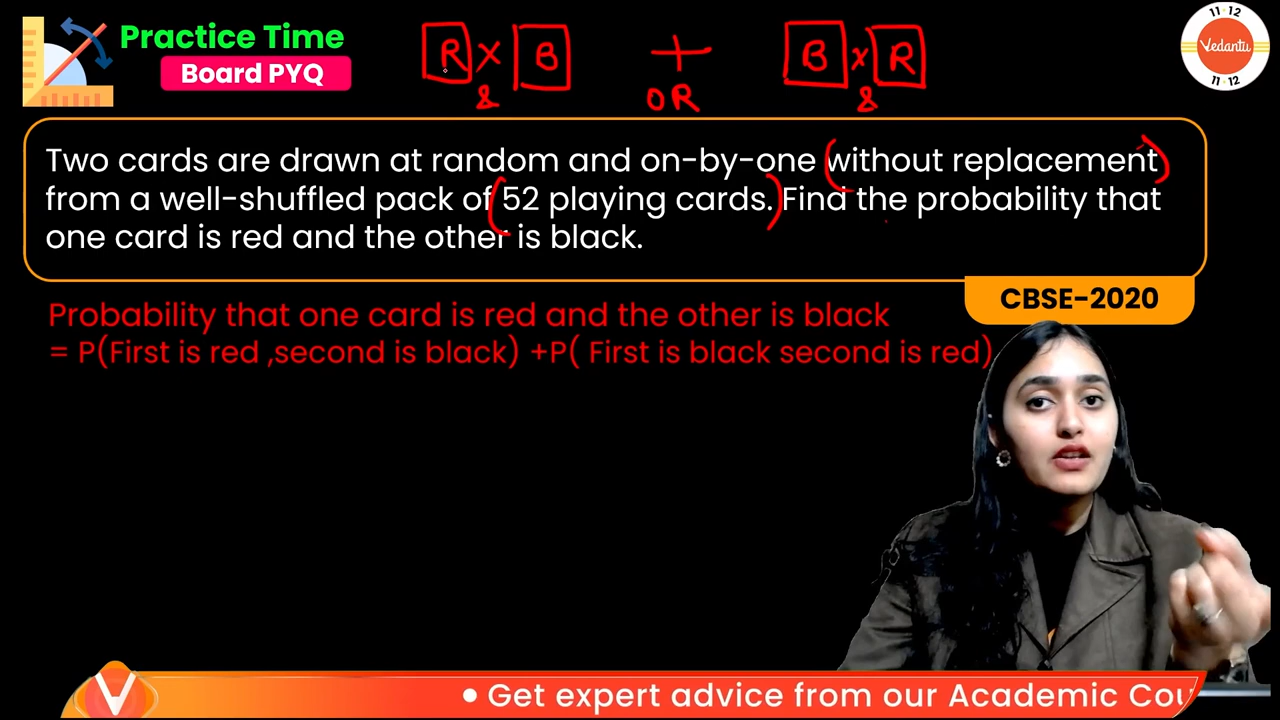 Practice Time
Board PYQ
R × B + B × R
& OR &
11-12
Vedantu
11-12
Two cards are drawn at random and on-by-one without replacement
from a well-shuffled pack of 52 playing cards. Find the probability that
one card is red and the other is black.
CBSE-2020
Probability that one card is red and the other is black
= P(First is red ,second is black) +P( First is black second is red)
V
• Get expert advice from our Academic Cou